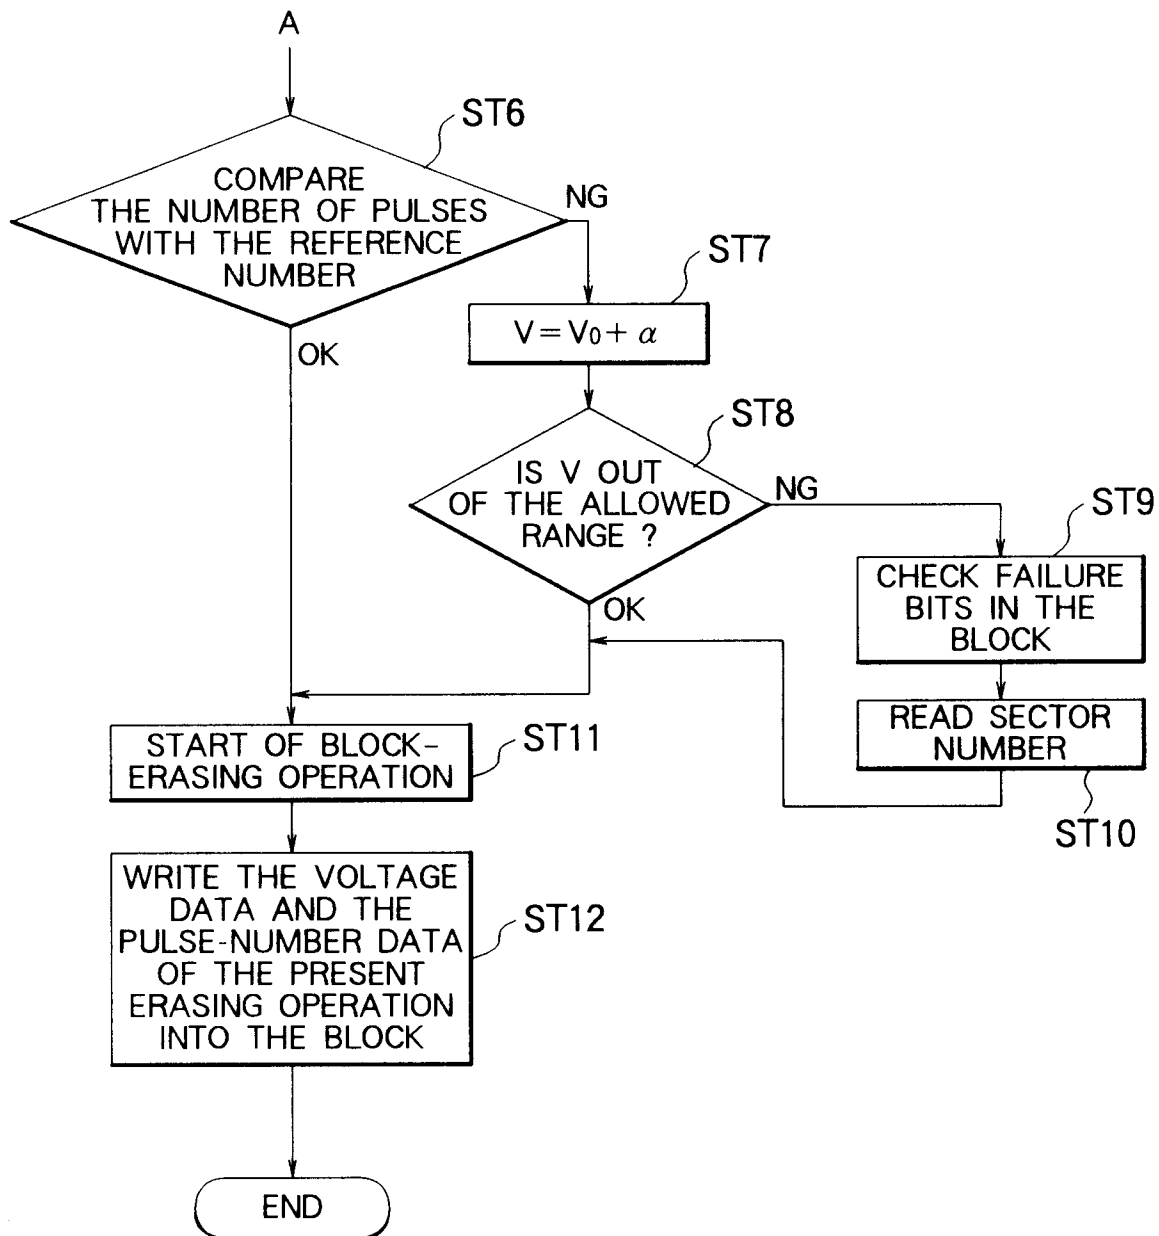 A
ST6
COMPARE
THE NUMBER OF PULSES
WITH THE REFERENCE
NUMBER
NG
OK
ST7
V=V0+ α
ST8
IS V OUT
OF THE ALLOWED
RANGE ?
NG
OK
ST9
CHECK FAILURE
BITS IN THE
BLOCK
READ SECTOR
NUMBER
ST10
START OF BLOCK-
ERASING OPERATION
ST11
WRITE THE VOLTAGE
DATA AND THE
PULSE-NUMBER DATA
OF THE PRESENT
ERASING OPERATION
INTO THE BLOCK
ST12
END